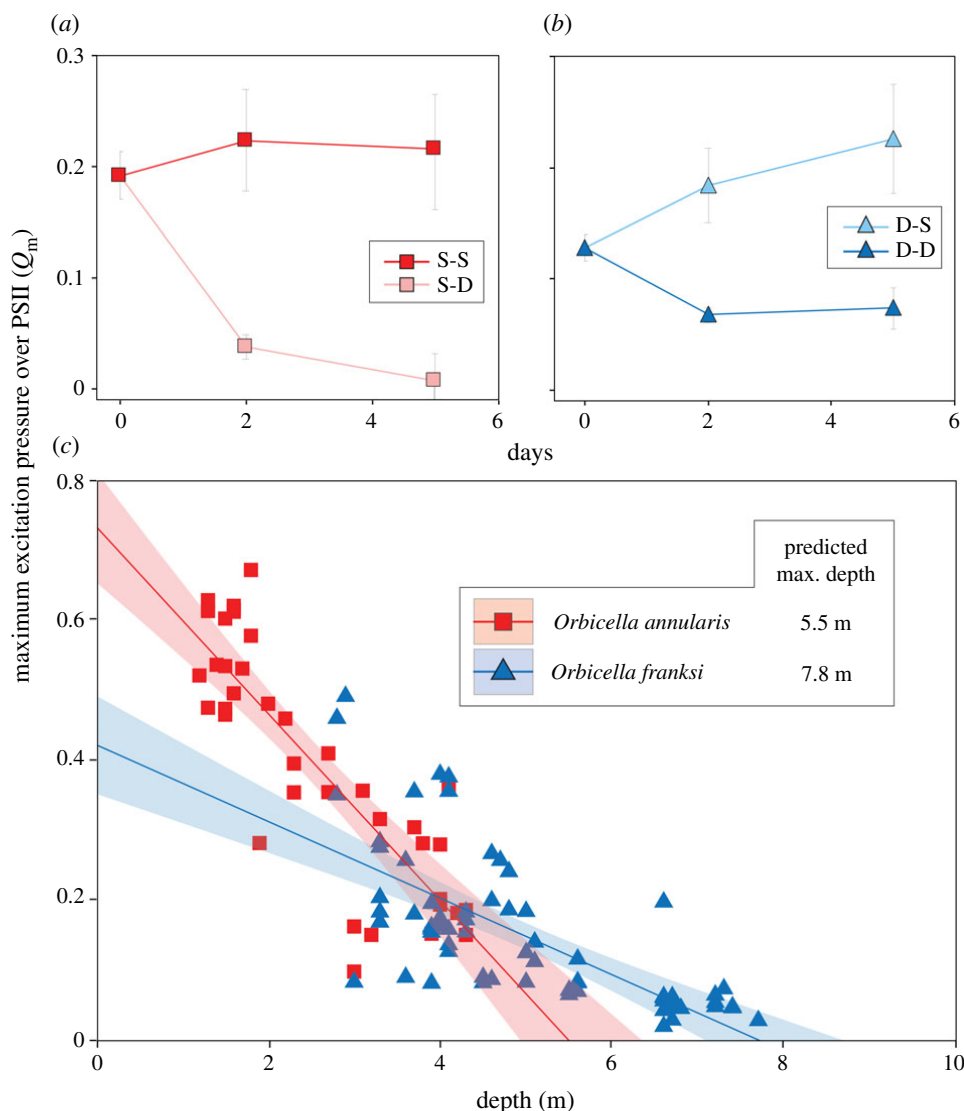 (a)
(b)
maximum excitation pressure over PSII (Qm)
0.3
0.2
0.1
0
S-S
S-D
D-S
D-D
0 2 4 6
0 2 4 6
days
(c)
0.8
0.6
0.4
0.2
0
predicted
max. depth
Orbicella annularis 5.5 m
Orbicella franksi 7.8 m
0 2 4 6 8 10
depth (m)